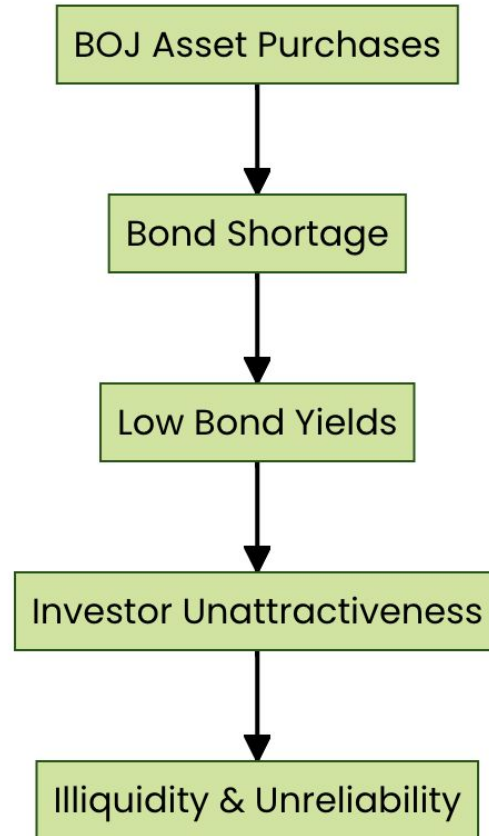 BOJ Asset Purchases
Bond Shortage
Low Bond Yields
Investor Unattractiveness
Illiquidity & Unreliability